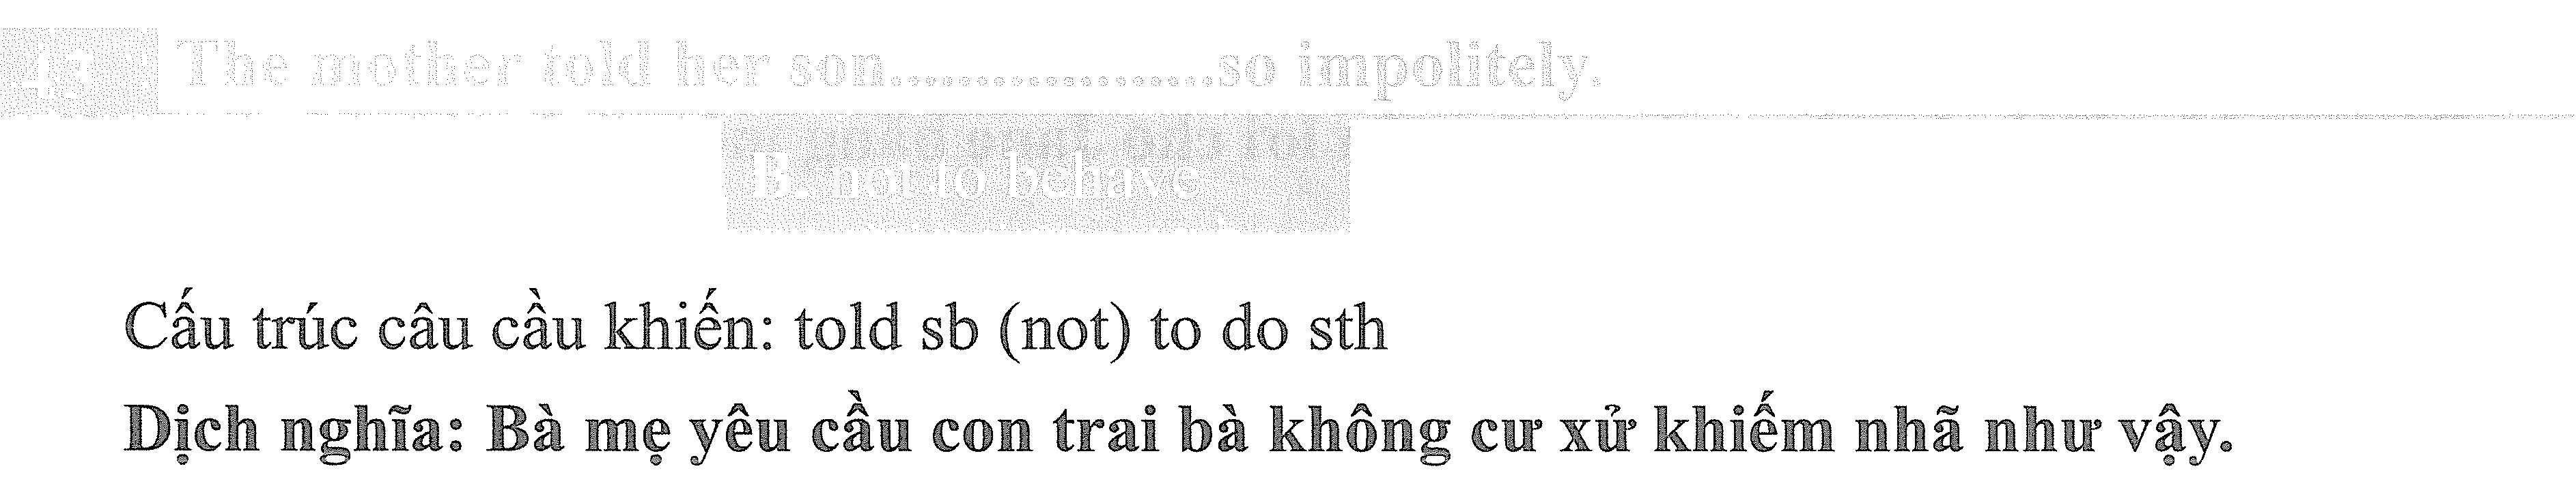 43 The mother told her son...................so impolitely.
B. not to behave
Cấu trúc câu cầu khiến: told sb (not) to do sth
Dịch nghĩa: Bà mẹ yêu cầu con trai bà không cư xử khiếm nhã như vậy.